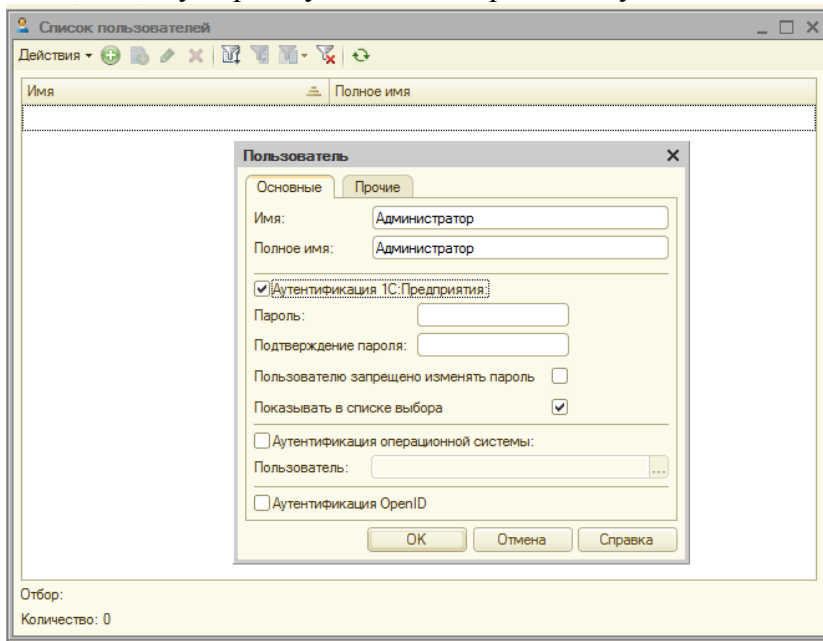 Список пользователей
Действия
Имя Полное имя
Пользователь
Основные Прочие
Имя: Администратор
Полное имя: Администратор
Аутентификация 1С:Предприятия:
Пароль:
Подтверждение пароля:
Пользователю запрещено изменять пароль
Показывать в списке выбора
Аутентификация операционной системы:
Пользователь: ...
Аутентификация OpenID
OK Отмена Справка
Отбор:
Количество: 0